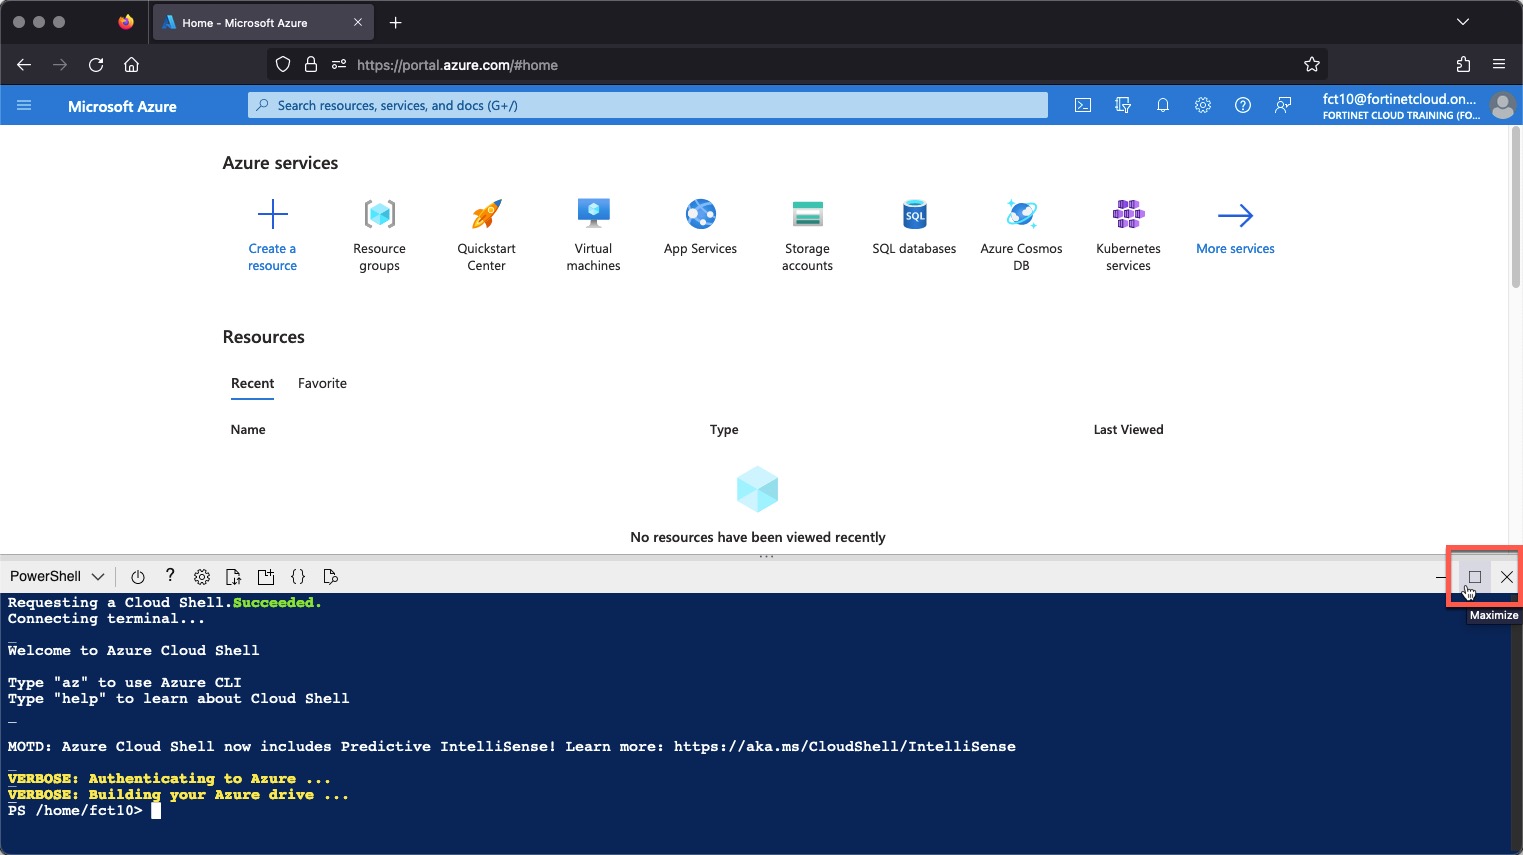 Home - Microsoft Azure
https://portal.azure.com/#home
Microsoft Azure
Search resources, services, and docs (G+/)
fct10@fortinetcloud.on...
FORTINET CLOUD TRAINING (FO...
Azure services
Create a resource
Resource groups
Quickstart Center
Virtual machines
App Services
Storage accounts
SQL
SQL databases
Azure Cosmos DB
Kubernetes services
More services
Resources
Recent Favorite
Name Type Last Viewed
No resources have been viewed recently
PowerShell
Maximize
Requesting a Cloud Shell.Succeeded.
Connecting terminal...
Welcome to Azure Cloud Shell
Type "az" to use Azure CLI
Type "help" to learn about Cloud Shell
MOTD: Azure Cloud Shell now includes Predictive IntelliSense! Learn more: https://aka.ms/CloudShell/IntelliSense
VERBOSE: Authenticating to Azure ...
VERBOSE: Building your Azure drive ...
PS /home/fct10>